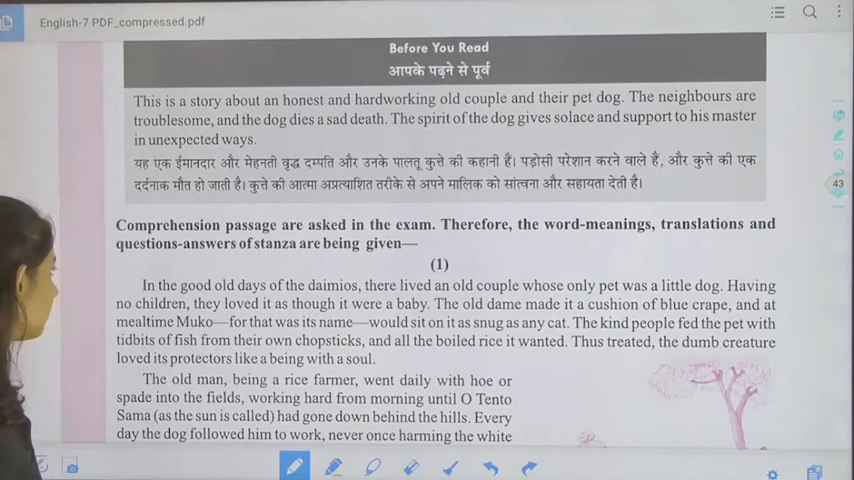 English-7 PDF_compressed.pdf
Before You Read
आपके पढ़ने से पूर्व
This is a story about an honest and hardworking old couple and their pet dog. The neighbours are
troublesome, and the dog dies a sad death. The spirit of the dog gives solace and support to his master
in unexpected ways.
यह एक ईमानदार और मेहनती वृद्ध दम्पति और उनके पालतू कुत्ते की कहानी हैं। पड़ोसी परेशान करने वाले हैं, और कुत्ते की एक
दर्दनाक मौत हो जाती है। कुत्ते की आत्मा अप्रत्याशित तरीके से अपने मालिक को सांत्वना और सहायता देती है।
43
Comprehension passage are asked in the exam. Therefore, the word-meanings, translations and
questions-answers of stanza are being given—
(1)
In the good old days of the daimios, there lived an old couple whose only pet was a little dog. Having
no children, they loved it as though it were a baby. The old dame made it a cushion of blue crape, and at
mealtime Muko—for that was its name—would sit on it as snug as any cat. The kind people fed the pet with
tidbits of fish from their own chopsticks, and all the boiled rice it wanted. Thus treated, the dumb creature
loved its protectors like a being with a soul.
The old man, being a rice farmer, went daily with hoe or
spade into the fields, working hard from morning until O Tento
Sama (as the sun is called) had gone down behind the hills. Every
day the dog followed him to work, never once harming the white